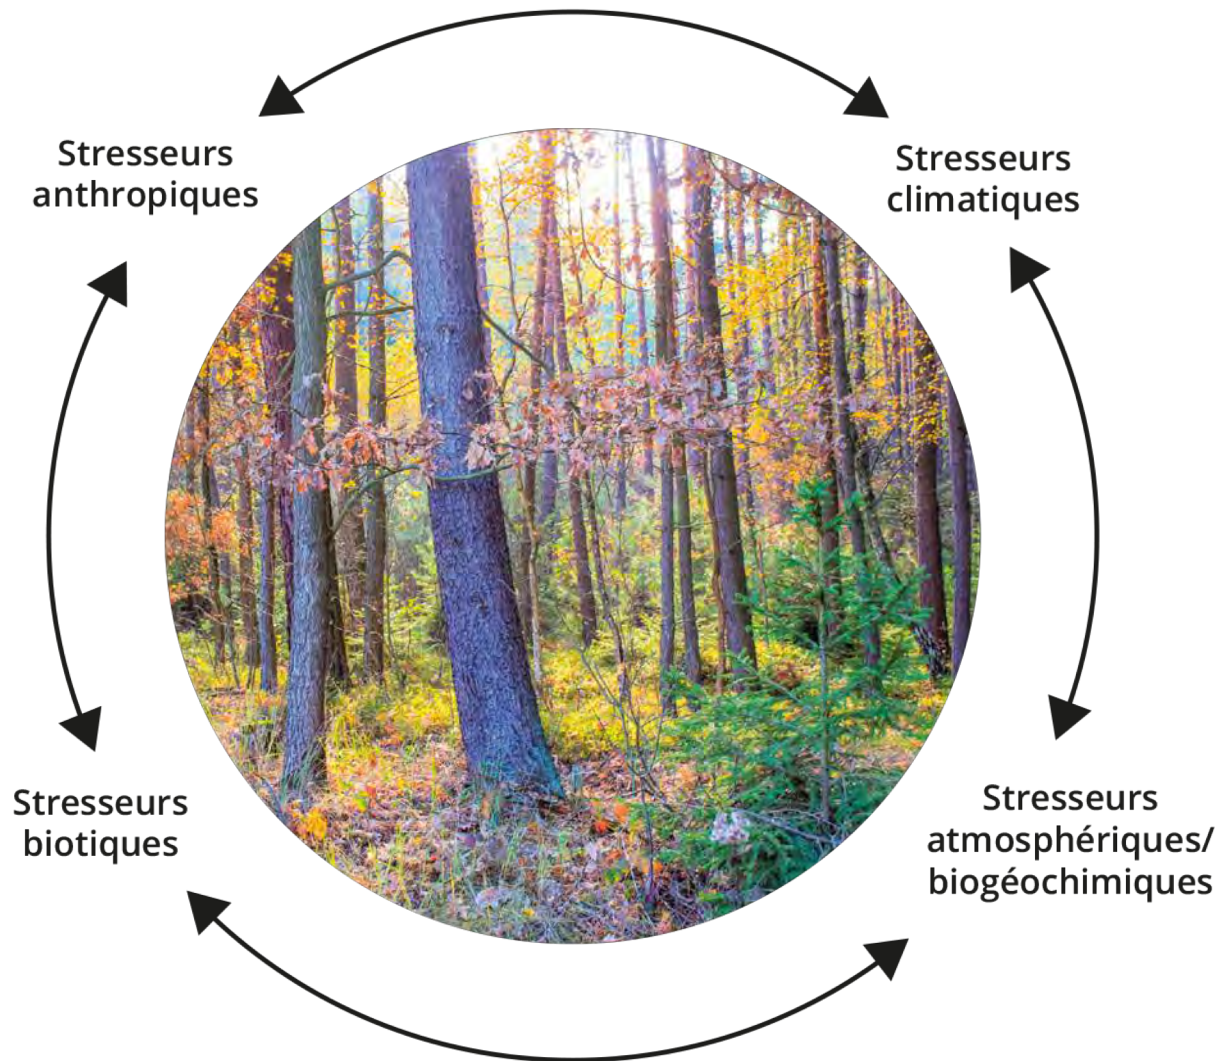 Stresseurs
anthropiques
Stresseurs
climatiques
Stresseurs
biotiques
Stresseurs
atmosphériques/
biogéochimiques